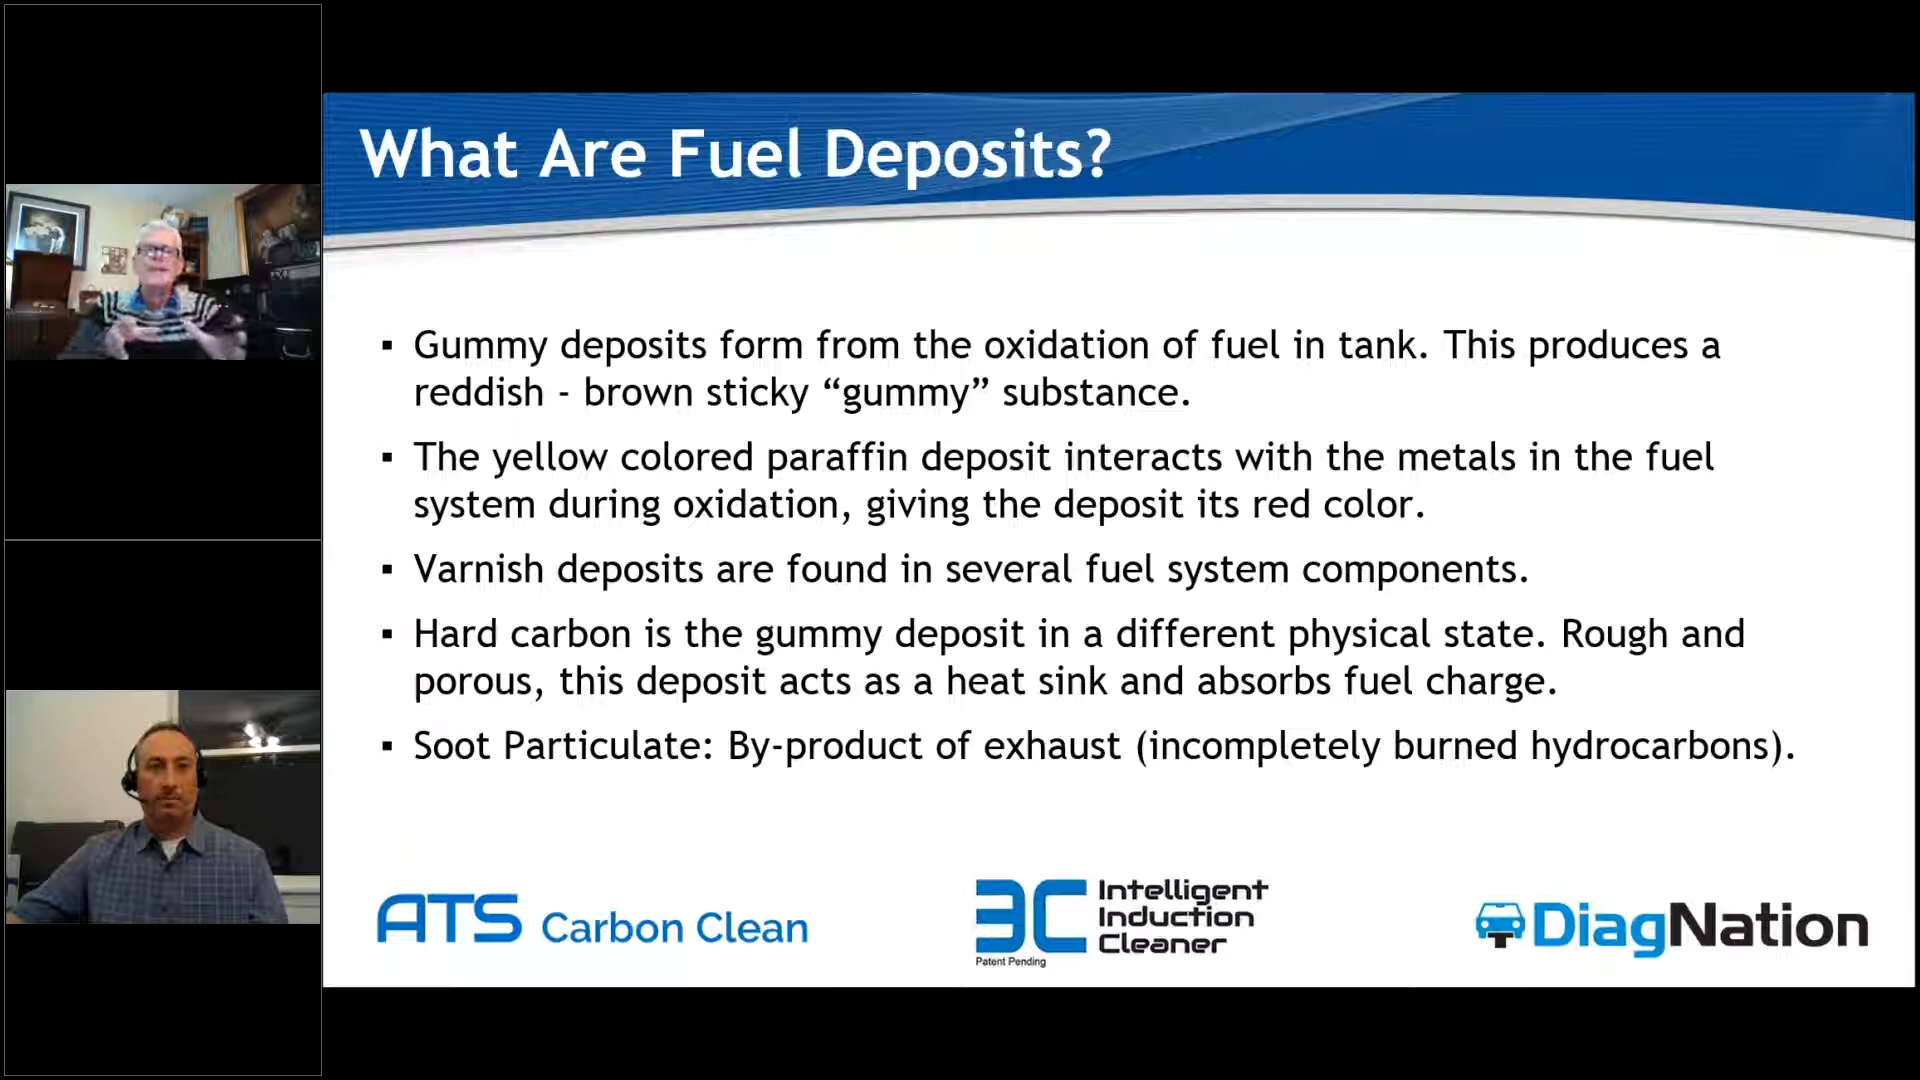 What Are Fuel Deposits?
▪ Gummy deposits form from the oxidation of fuel in tank. This produces a
reddish - brown sticky “gummy” substance.
▪ The yellow colored paraffin deposit interacts with the metals in the fuel
system during oxidation, giving the deposit its red color.
▪ Varnish deposits are found in several fuel system components.
▪ Hard carbon is the gummy deposit in a different physical state. Rough and
porous, this deposit acts as a heat sink and absorbs fuel charge.
▪ Soot Particulate: By-product of exhaust (incompletely burned hydrocarbons).
ATS Carbon Clean
3C Intelligent
Induction
Cleaner
Patent Pending
DiagNation